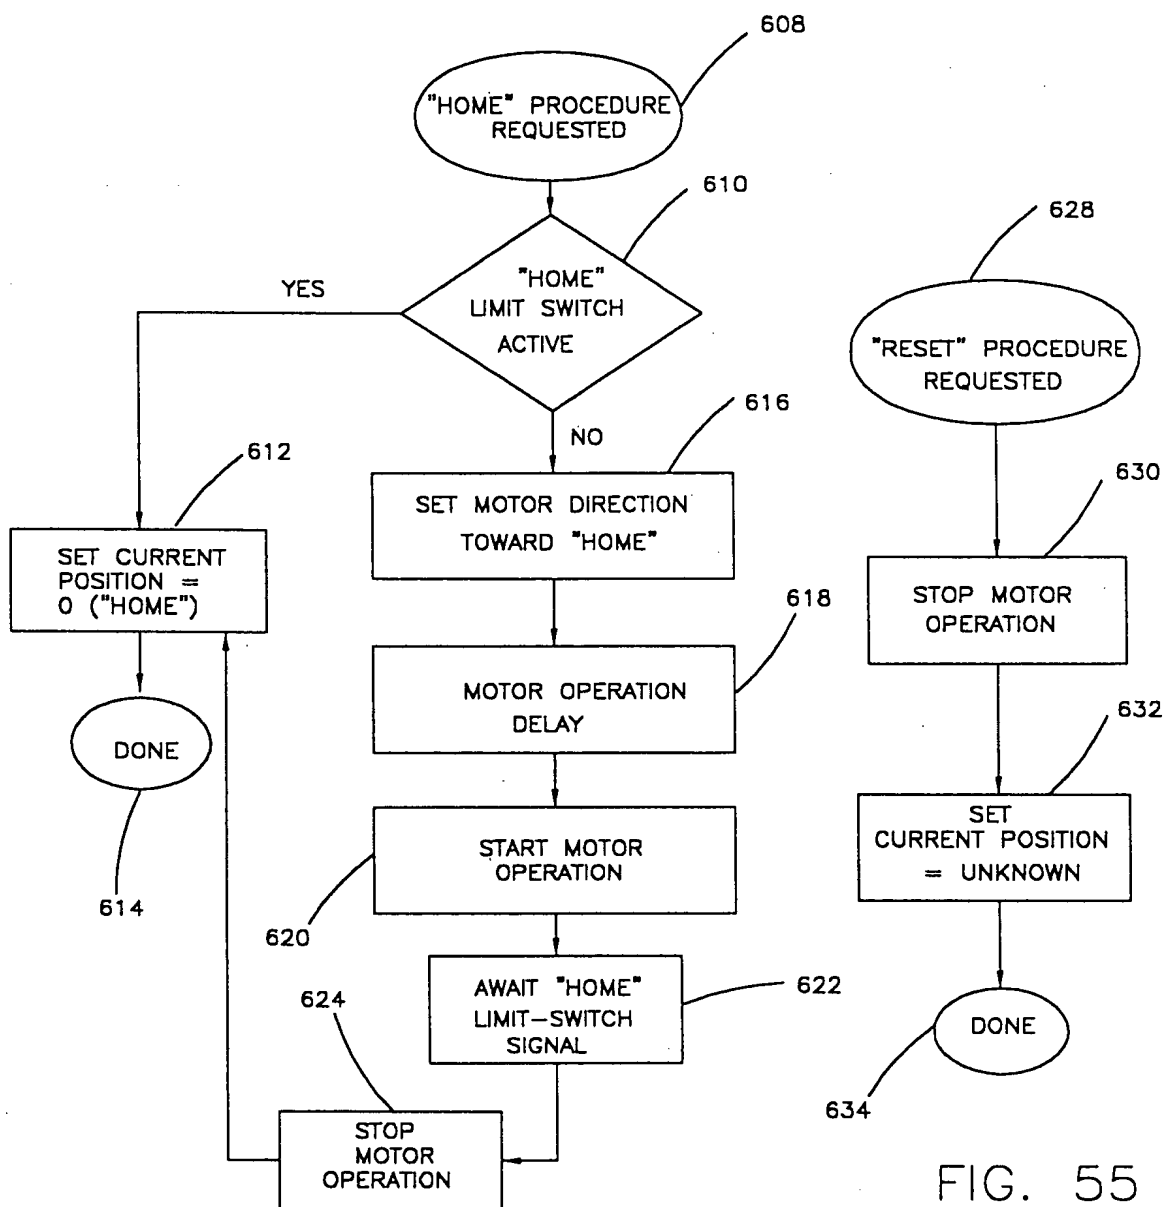 608
"HOME" PROCEDURE
REQUESTED
610
"HOME"
LIMIT SWITCH
ACTIVE
YES
NO
612
SET CURRENT
POSITION =
0 ("HOME")
DONE
614
616
SET MOTOR DIRECTION
TOWARD "HOME"
618
MOTOR OPERATION
DELAY
START MOTOR
OPERATION
620
AWAIT "HOME"
LIMIT-SWITCH
SIGNAL
622
624
STOP
MOTOR
OPERATION
628
"RESET" PROCEDURE
REQUESTED
630
STOP MOTOR
OPERATION
632
SET
CURRENT POSITION
= UNKNOWN
DONE
634
FIG. 55